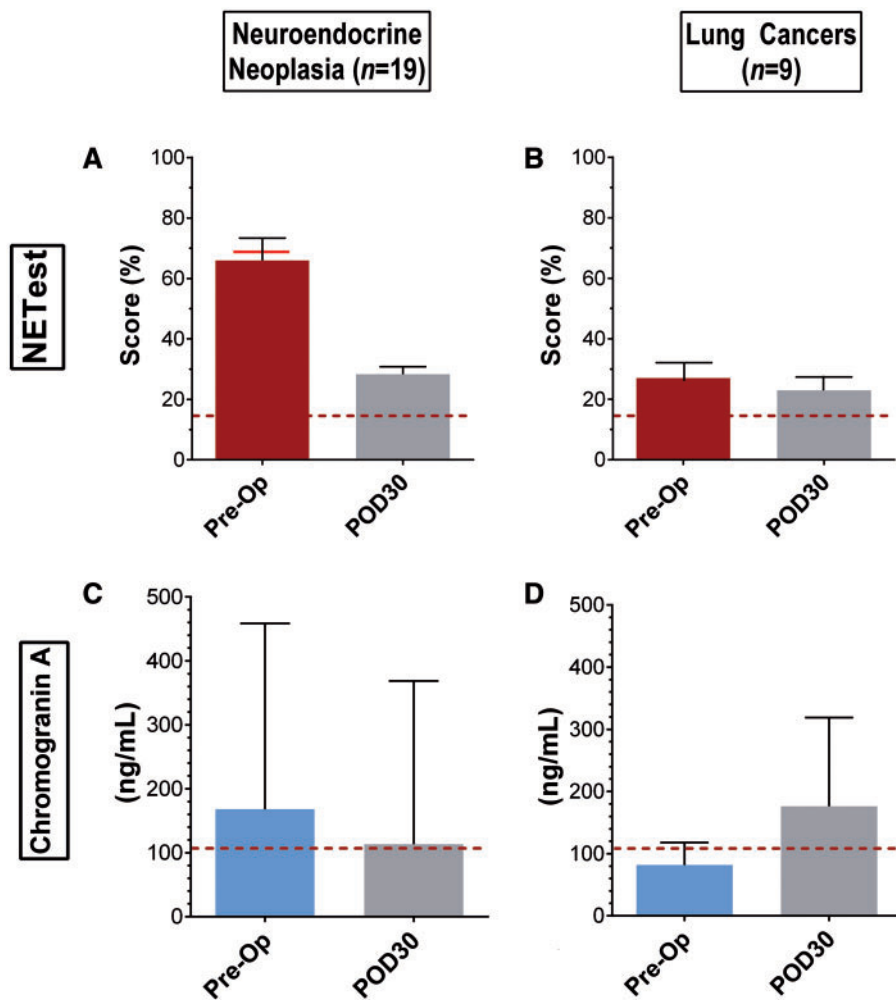 Neuroendocrine
Neoplasia (n=19)
Lung Cancers
(n=9)
NETest
A
Score (%)
100
80
60
40
20
0
Pre-Op
POD30
B
Score (%)
100
80
60
40
20
0
Pre-Op
POD30
Chromogranin A
C
(ng/mL)
500
400
300
200
100
0
Pre-Op
POD30
D
(ng/mL)
500
400
300
200
100
0
Pre-Op
POD30